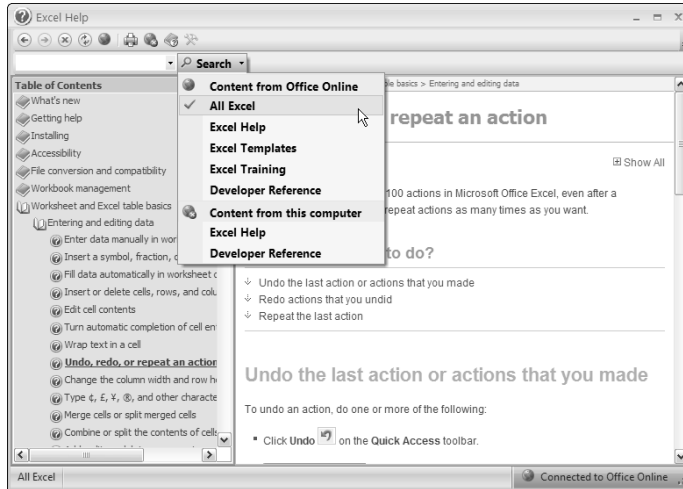 Excel Help
Search
Table of Contents
What's new
Getting help
Installing
Accessibility
File conversion and compatibility
Workbook management
Worksheet and Excel table basics
Entering and editing data
Enter data manually in wor
Insert a symbol, fraction, c
Fill data automatically in worksheet c
Insert or delete cells, rows, and colu
Edit cell contents
Turn automatic completion of cell en
Wrap text in a cell
Undo, redo, or repeat an action
Change the column width and row h
Type ¢, £, ¥, ®, and other characte
Merge cells or split merged cells
Combine or split the contents of cells
Content from Office Online
All Excel
Excel Help
Excel Templates
Excel Training
Developer Reference
Content from this computer
Excel Help
Developer Reference
le basics > Entering and editing data
repeat an action
Show All
100 actions in Microsoft Office Excel, even after a
repeat actions as many times as you want.
to do?
Undo the last action or actions that you made
Redo actions that you undid
Repeat the last action
Undo the last action or actions that you made
To undo an action, do one or more of the following:
Click Undo on the Quick Access toolbar.
All Excel
Connected to Office Online